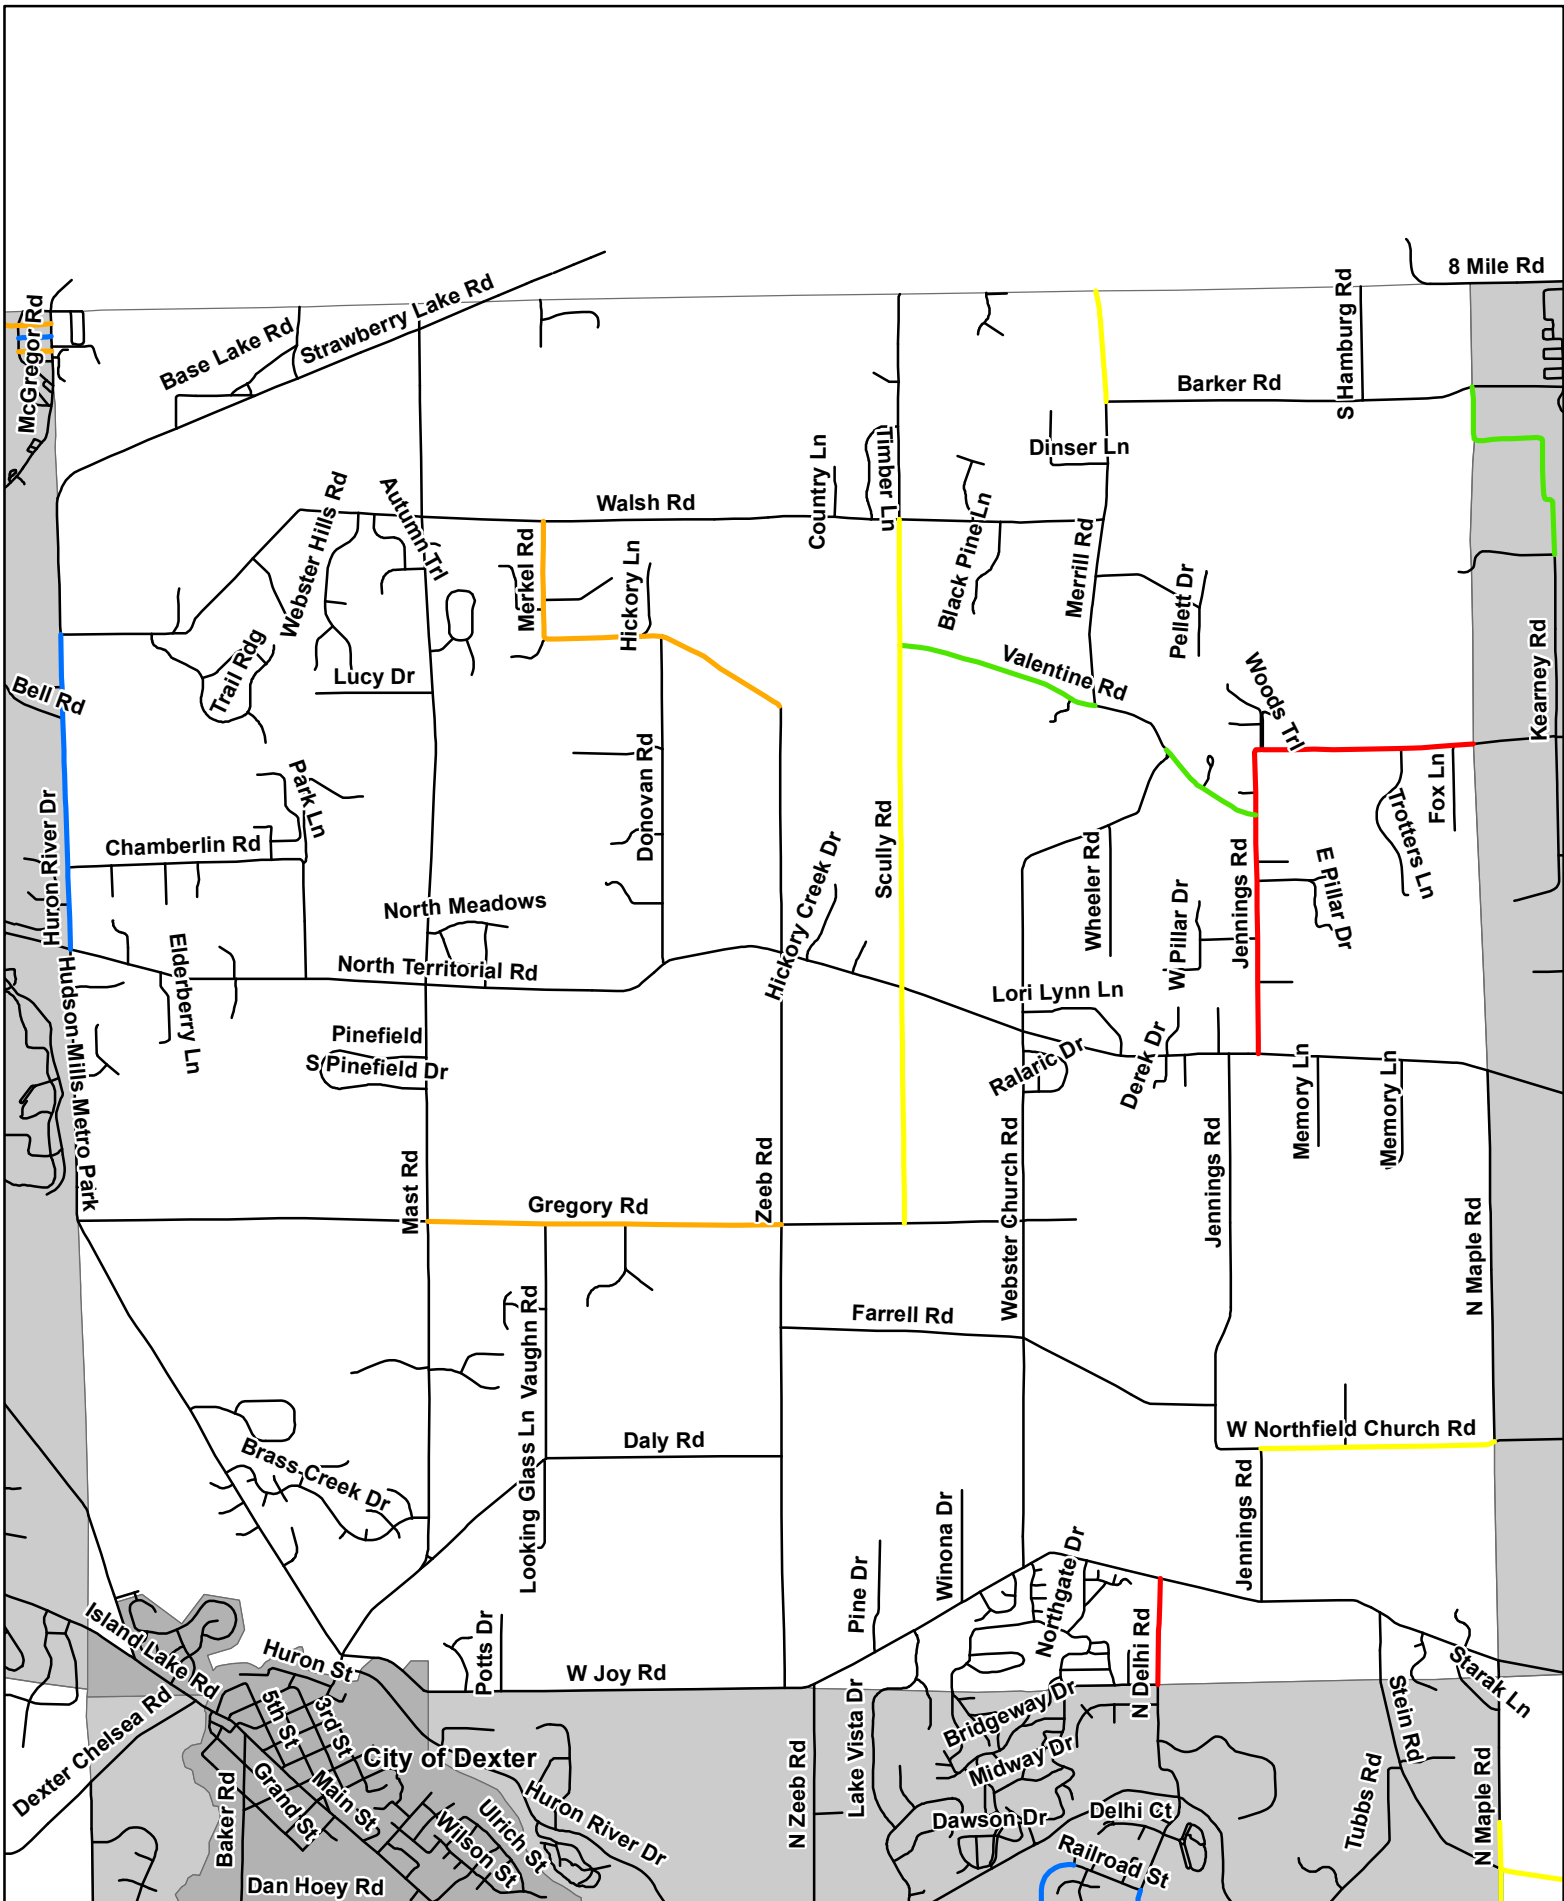 8 Mile Rd
McGregor Rd
Base Lake Rd
Strawberry Lake Rd
S Hamburg Rd
Barker Rd
Dinser Ln
Country Ln
Timber Ln
Walsh Rd
Webster Hills Rd
Autumn Trl
Merkel Rd
Hickory Ln
Black Pine Ln
Merrill Rd
Pellett Dr
Bell Rd
Trail Rdg
Lucy Dr
Valentine Rd
Woods Trl
Kearney Rd
Park Ln
Donovan Rd
Fox Ln
Trotters Ln
Huron River Dr
Chamberlin Rd
Scully Rd
Hickory Creek Dr
Wheeler Rd
Jennings Rd
E Pillar Dr
W Pillar Dr
North Meadows
Elderberry Ln
North Territorial Rd
Lori Lynn Ln
Hudson-Mills Metro Park
Pinefield
S Pinefield Dr
Ralaric Dr
Derek Dr
Memory Ln
Memory Ln
Mast Rd
Gregory Rd
Zeeb Rd
Webster Church Rd
Jennings Rd
N Maple Rd
Vaughn Rd
Farrell Rd
Looking Glass Ln
Daly Rd
W Northfield Church Rd
Brass Creek Dr
Jennings Rd
Winona Dr
Pine Dr
Northgate Dr
Island Lake Rd
Huron St
Potts Dr
W Joy Rd
N Delhi Rd
Starak Ln
Stein Rd
Dexter Chelsea Rd
5th St
3rd St
City of Dexter
Lake Vista Dr
Bridgeway Dr
Midway Dr
N Zeeb Rd
Baker Rd
Grand St
Main St
Wilson St
Ulrich St
Huron River Dr
Dawson Dr
Delhi Ct
Railroad St
Tubbs Rd
N Maple Rd
Dan Hoey Rd